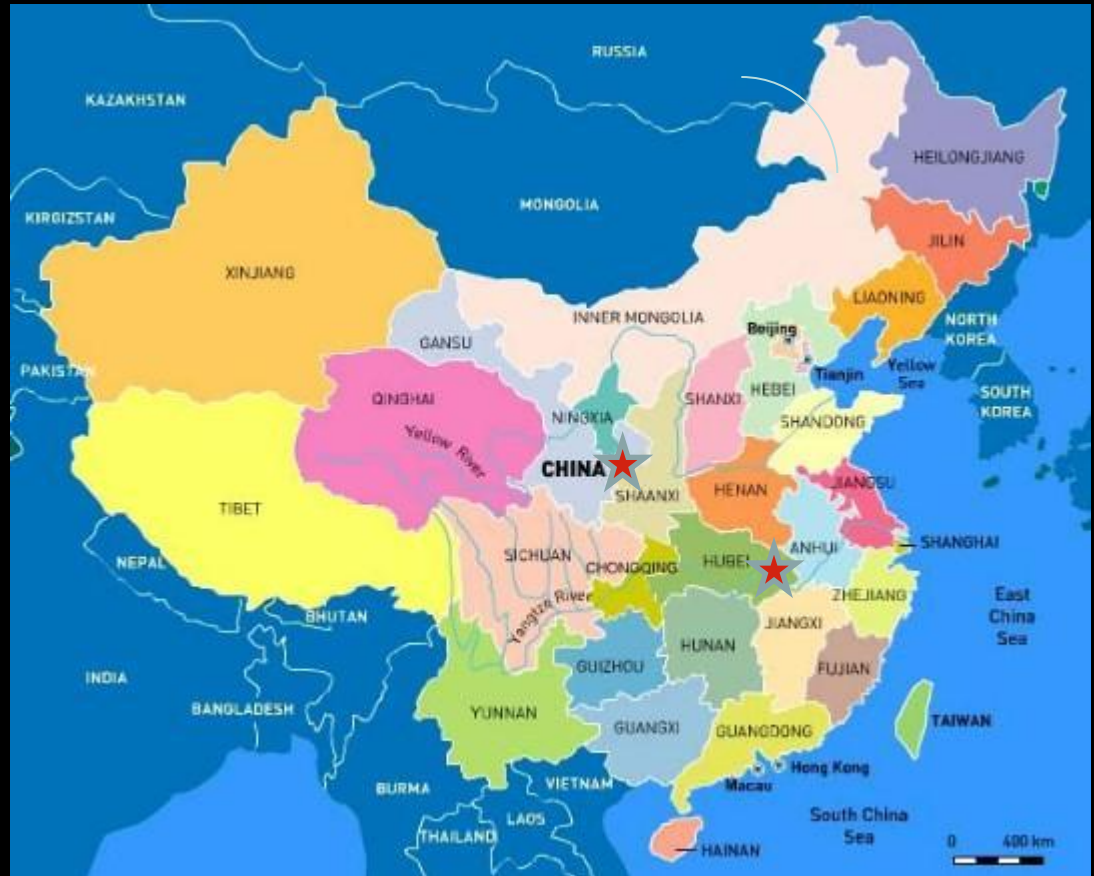 RUSSIA
KAZAKHSTAN
HEILONGJIANG
MONGOLIA
KIRGIZSTAN
JILIN
XINJIANG
LIAONING
INNER MONGOLIA
NORTH
KOREA
Beijing
GANSU
Yellow
Sea
PAKISTAN
Tianjin
HEBEI
SHANXI
QINGHAI
SOUTH
KOREA
NINGXIA
SHANDONG
Yellow River
CHINA
JIANGSU
HENAN
SHAANXI
TIBET
SHANGHAI
ANHUI
SICHUAN
NEPAL
HUBEI
CHONGQING
ZHEJIANG
East
China
Sea
Yangtze River
BHUTAN
JIANGXI
HUNAN
GUIZHOU
FUJIAN
INDIA
BANGLADESH
YUNNAN
TAIWAN
GUANGXI
GUANGDONG
Hong Kong
VIETNAM
Macau
BURMA
South China
Sea
LAOS
THAILAND
0 400 km
HAINAN